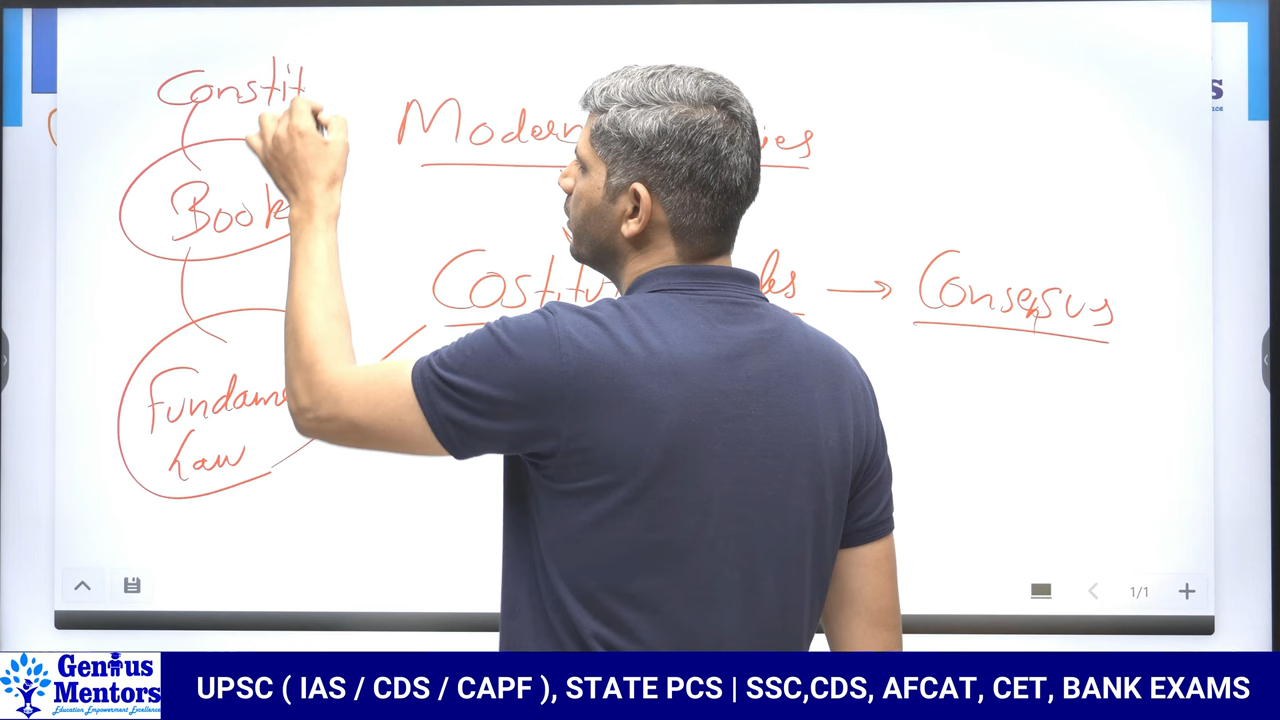 Constit
Modern
Book
Consensus
Law
1/1
Genius
Mentors
Education Empowerment Excellence
UPSC ( IAS / CDS / CAPF ), STATE PCS | SSC,CDS, AFCAT, CET, BANK EXAMS